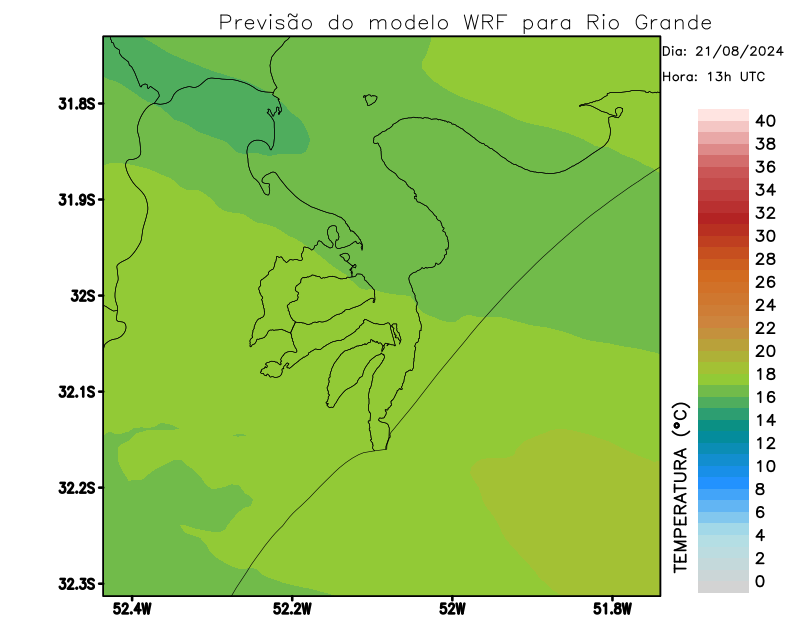 Previsão do modelo WRF para Rio Grande
Dia: 21/08/2024
Hora: 13h UTC
31.8S
31.9S
32S
32.1S
32.2S
32.3S
52.4W
52.2W
52W
51.8W
TEMPERATURA (°C)
40
38
36
34
32
30
28
26
24
22
20
18
16
14
12
10
8
6
4
2
0